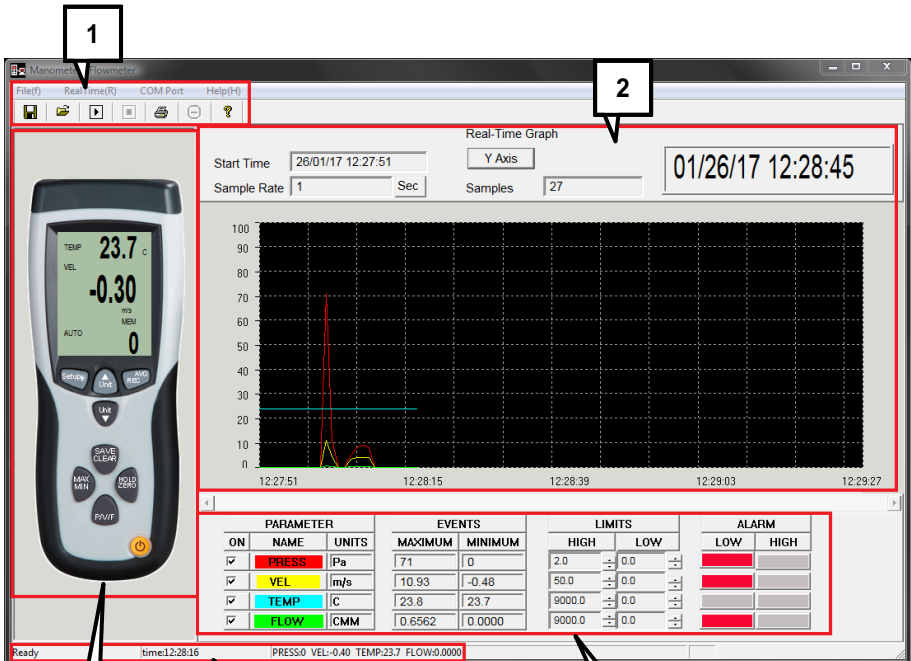 1
Manometer Flowmeter
File(f) RealTime(R) COM Port Help(H)
2
Real-Time Graph
Start Time 26/01/17 12:27:51 Y Axis 01/26/17 12:28:45
Sample Rate 1 Sec Samples 27
TEMP 23.7 C
VEL
-0.30
m/s
MEM
AUTO 0
Setup Unit AVG REC
Unit
SAVE CLEAR
MAX MIN HOLD ZERO
P/V/F
100
90
80
70
60
50
40
30
20
10
0
12:27:51 12:28:15 12:28:39 12:29:03 12:29:27
PARAMETER EVENTS LIMITS ALARM
ON NAME UNITS MAXIMUM MINIMUM HIGH LOW LOW HIGH
PRESS Pa 71 0 2.0 0.0
VEL m/s 10.93 -0.48 50.0 0.0
TEMP C 23.8 23.7 9000.0 0.0
FLOW CMM 0.6562 0.0000 9000.0 0.0
Ready time:12:28:16 PRESS:0 VEL:-0.40 TEMP:23.7 FLOW:0.0000